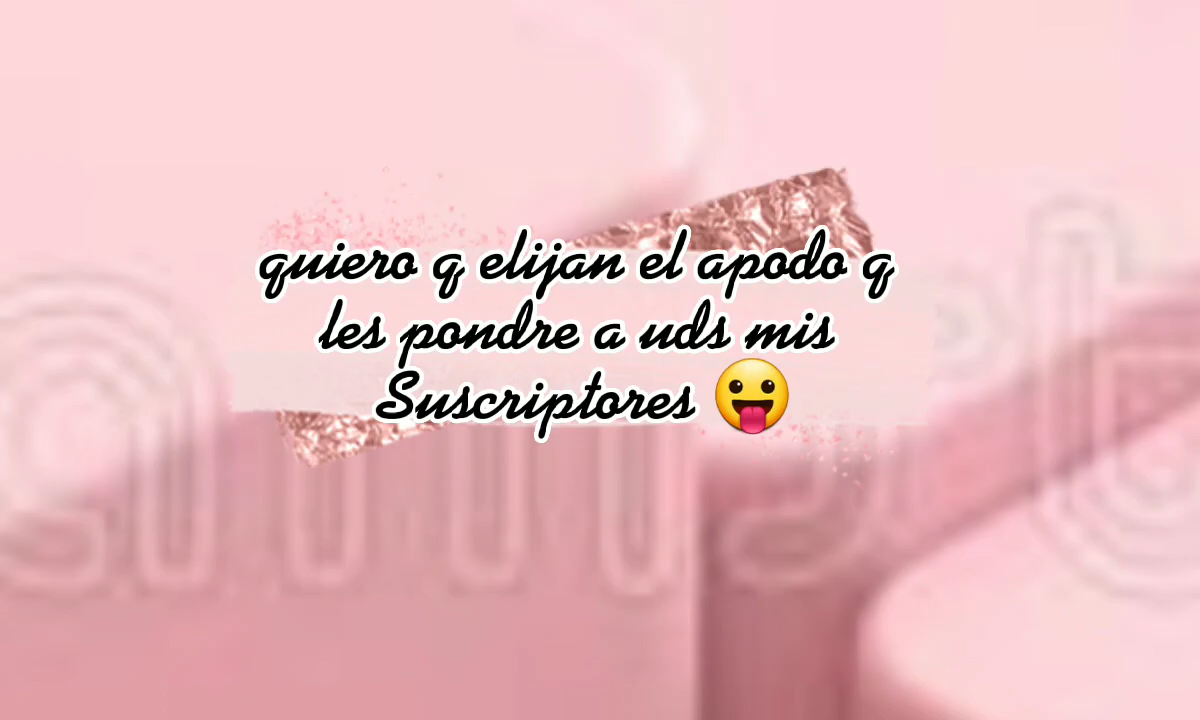 quiero q elijan el apodo q
les pondre a uds mis
Suscriptores 😛